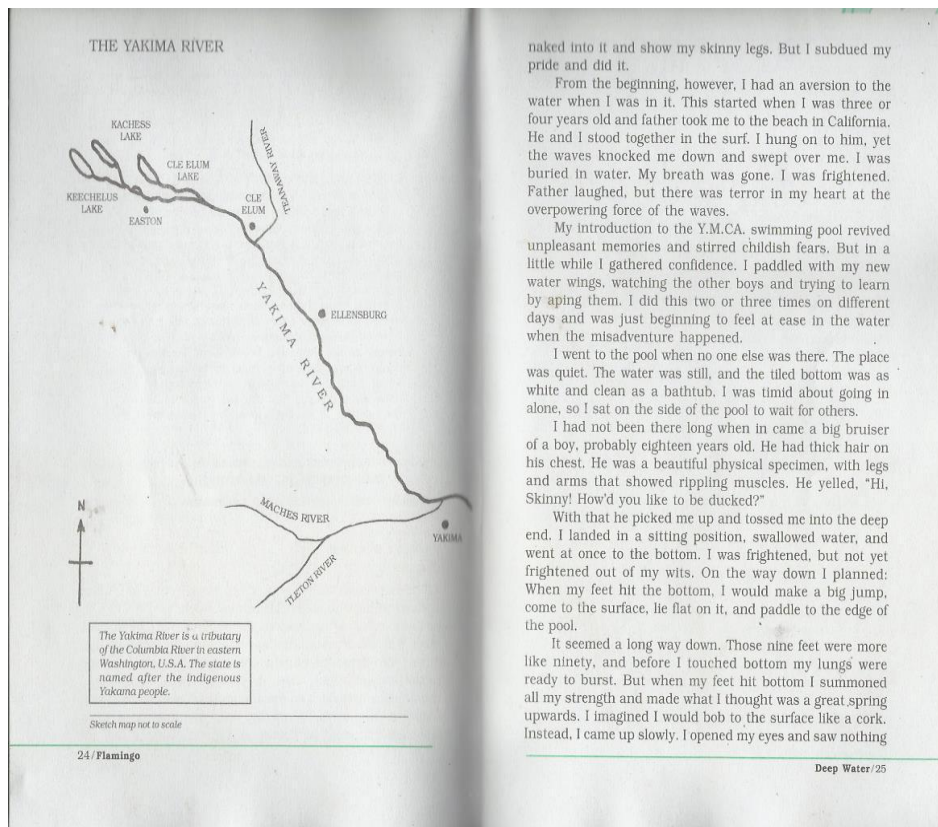 THE YAKIMA RIVER
KACHESS
LAKE
CLE ELUM
LAKE
TEANAWAY RIVER
KEECHELUS
LAKE
EASTON
CLE
ELUM
YAKIMA RIVER
ELLENSBURG
N
MACHES RIVER
YAKIMA
TLETON RIVER
The Yakima River is a tributary
of the Columbia River in eastern
Washington, U.S.A. The state is
named after the indigenous
Yakama people.
Sketch map not to scale
24/Flamingo
naked into it and show my skinny legs. But I subdued my
pride and did it.
From the beginning, however, I had an aversion to the
water when I was in it. This started when I was three or
four years old and father took me to the beach in California.
He and I stood together in the surf. I hung on to him, yet
the waves knocked me down and swept over me. I was
buried in water. My breath was gone. I was frightened.
Father laughed, but there was terror in my heart at the
overpowering force of the waves.
My introduction to the Y.M.CA. swimming pool revived
unpleasant memories and stirred childish fears. But in a
little while I gathered confidence. I paddled with my new
water wings, watching the other boys and trying to learn
by aping them. I did this two or three times on different
days and was just beginning to feel at ease in the water
when the misadventure happened.
I went to the pool when no one else was there. The place
was quiet. The water was still, and the tiled bottom was as
white and clean as a bathtub. I was timid about going in
alone, so I sat on the side of the pool to wait for others.
I had not been there long when in came a big bruiser
of a boy, probably eighteen years old. He had thick hair on
his chest. He was a beautiful physical specimen, with legs
and arms that showed rippling muscles. He yelled, "Hi,
Skinny! How'd you like to be ducked?"
With that he picked me up and tossed me into the deep
end. I landed in a sitting position, swallowed water, and
went at once to the bottom. I was frightened, but not yet
frightened out of my wits. On the way down I planned:
When my feet hit the bottom, I would make a big jump,
come to the surface, lie flat on it, and paddle to the edge of
the pool.
It seemed a long way down. Those nine feet were more
like ninety, and before I touched bottom my lungs were
ready to burst. But when my feet hit bottom I summoned
all my strength and made what I thought was a great spring
upwards. I imagined I would bob to the surface like a cork.
Instead, I came up slowly. I opened my eyes and saw nothing
Deep Water/25